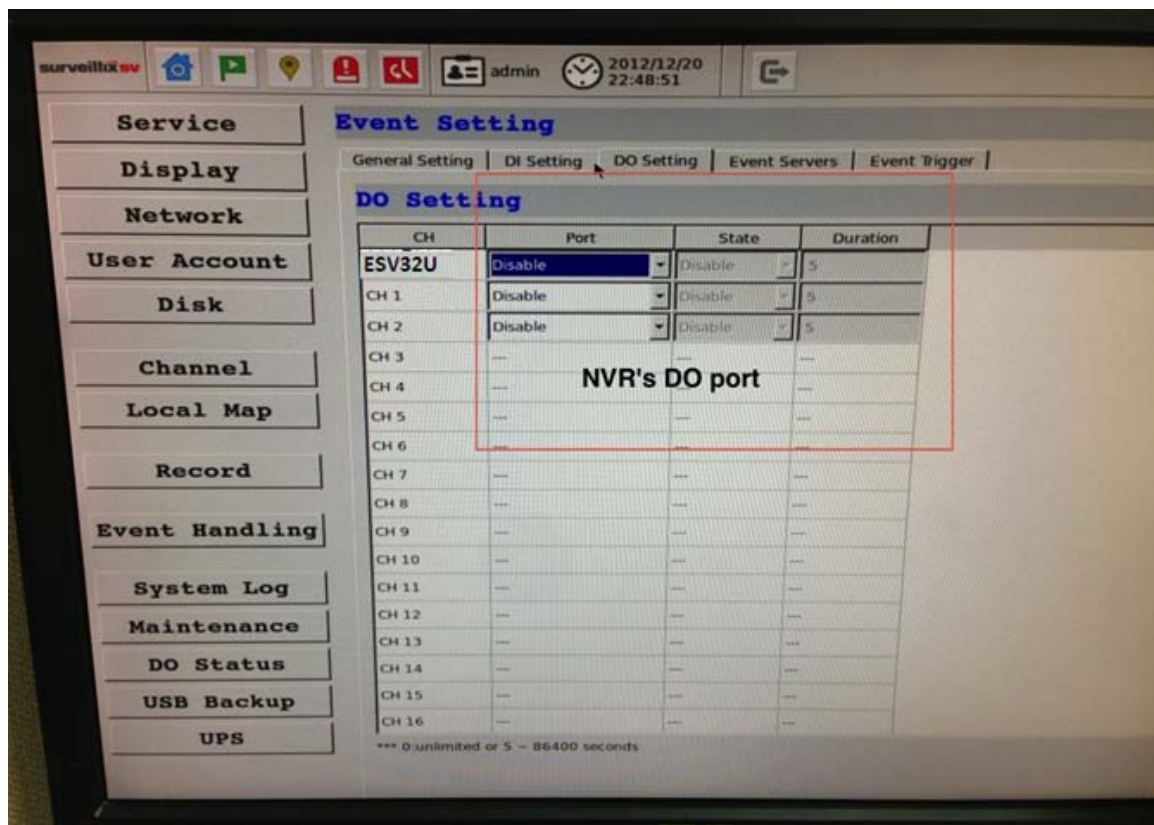 surveillixsv admin 2012/12/20
22:48:51
Service
Display
Network
User Account
Disk
Channel
Local Map
Record
Event Handling
System Log
Maintenance
DO Status
USB Backup
UPS
Event Setting
General Setting DI Setting DO Setting Event Servers Event Trigger
DO Setting
CH Port State Duration
ESV32U Disable Disable 5
CH 1 Disable Disable 5
CH 2 Disable Disable 5
CH 3 --- --- ---
NVR's DO port
CH 4 --- --- ---
CH 5 --- --- ---
CH 6 --- --- ---
CH 7 --- --- ---
CH 8 --- --- ---
CH 9 --- --- ---
CH 10 --- --- ---
CH 11 --- --- ---
CH 12 --- --- ---
CH 13 --- --- ---
CH 14 --- --- ---
CH 15 --- --- ---
CH 16 --- --- ---
*** 0:unlimited or 5 ~ 86400 seconds